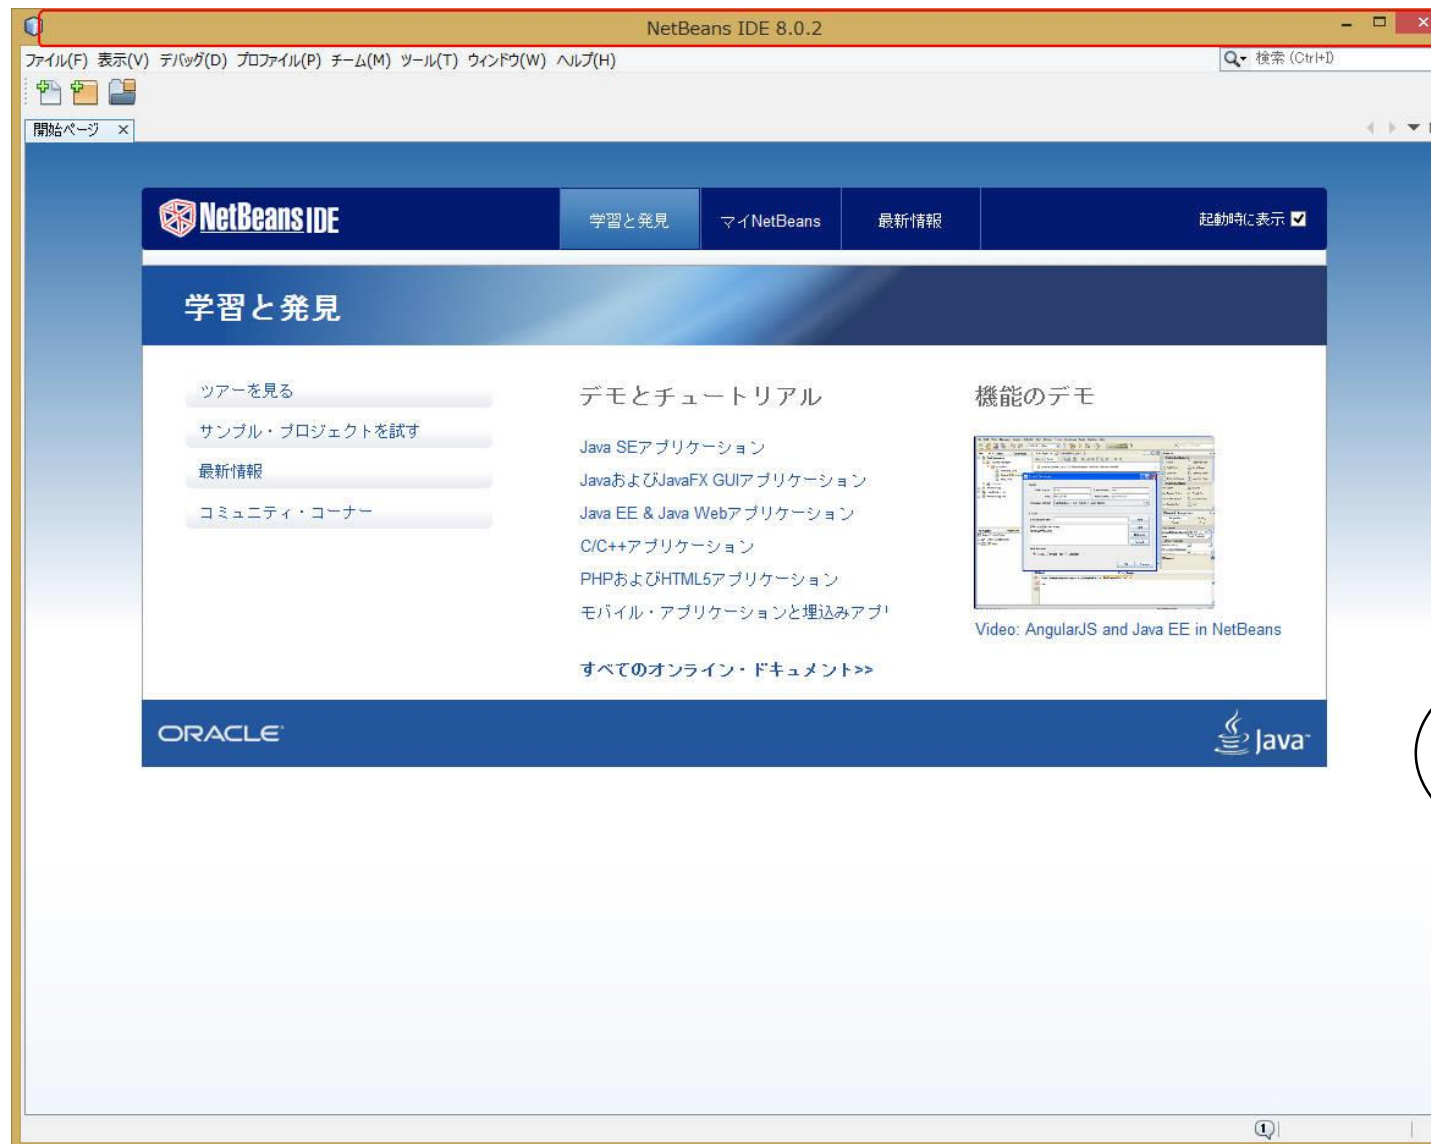 NetBeans IDE 8.0.2
ファイル(F) 表示(V) デバッグ(D) プロファイル(P) チーム(M) ツール(T) ウィンドウ(W) ヘルプ(H)
検索 (Ctrl+I)
開始ページ
NetBeans IDE
学習と発見
マイNetBeans
最新情報
起動時に表示
学習と発見
ツアーを見る
サンプル・プロジェクトを試す
最新情報
コミュニティ・コーナー
デモとチュートリアル
Java SEアプリケーション
JavaおよびJavaFX GUIアプリケーション
Java EE & Java Webアプリケーション
C/C++アプリケーション
PHPおよびHTML5アプリケーション
モバイル・アプリケーションと埋込みアプリ
すべてのオンライン・ドキュメント>>
機能のデモ
Video: AngularJS and Java EE in NetBeans
ORACLE
Java
1